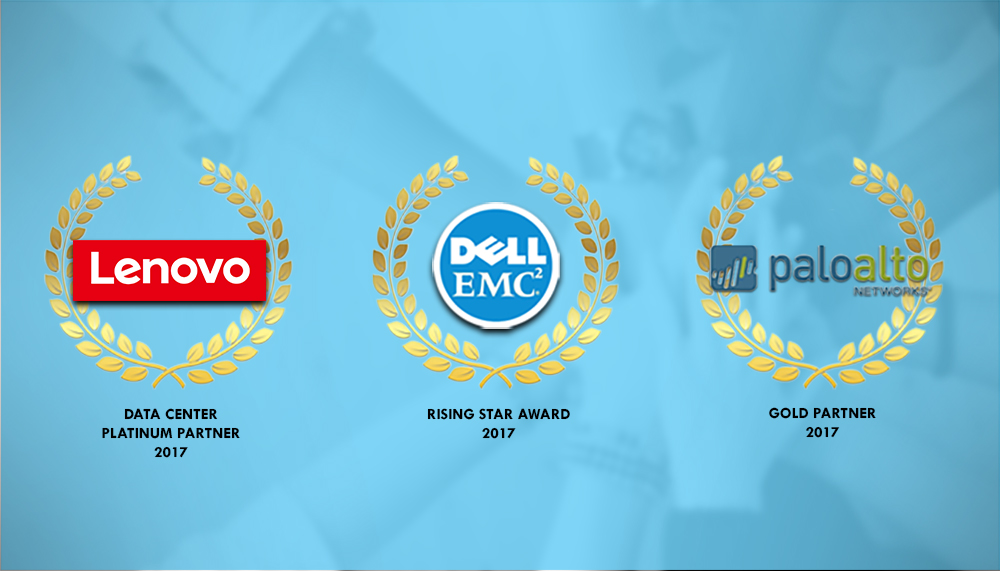 Lenovo
DATA CENTER
PLATINUM PARTNER
2017
DELL
EMC²
RISING STAR AWARD
2017
paloalto
NETWORKS
GOLD PARTNER
2017